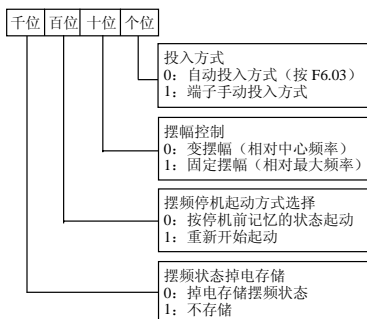 千位 百位 十位 个位
投入方式
0：自动投入方式（按 F6.03）
1：端子手动投入方式
摆幅控制
0：变摆幅（相对中心频率）
1：固定摆幅（相对最大频率）
摆频停机起动方式选择
0：按停机前记忆的状态起动
1：重新开始起动
摆频状态掉电存储
0：掉电存储摆频状态
1：不存储